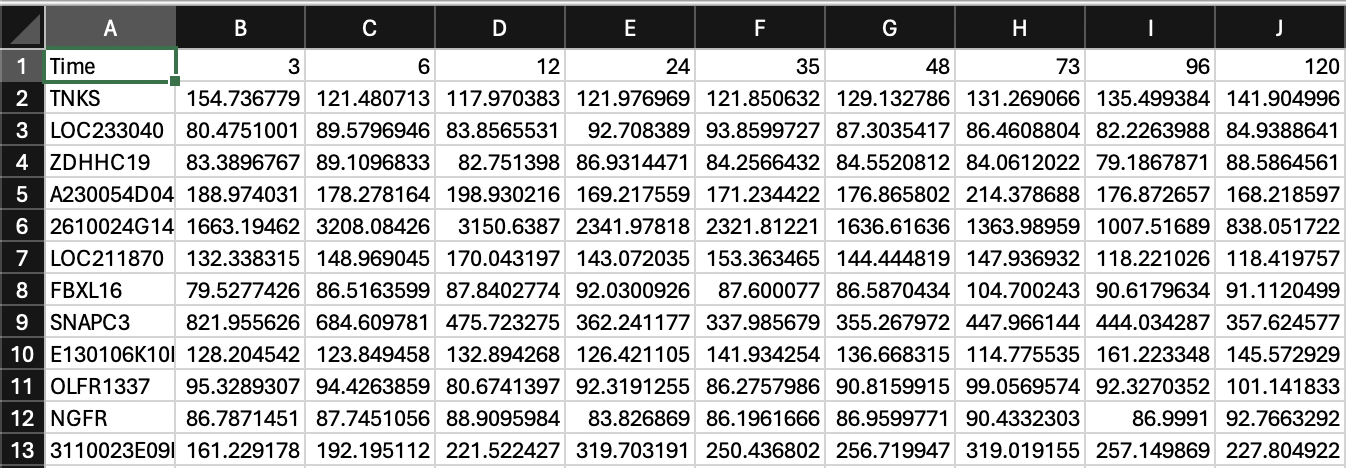 A B C D E F G H I J
1 Time 3 6 12 24 35 48 73 96 120
2 TNKS 154.736779 121.480713 117.970383 121.976969 121.850632 129.132786 131.269066 135.499384 141.904996
3 LOC233040 80.4751001 89.5796946 83.8565531 92.708389 93.8599727 87.3035417 86.4608804 82.2263988 84.9388641
4 ZDHHC19 83.3896767 89.1096833 82.751398 86.9314471 84.2566432 84.5520812 84.0612022 79.1867871 88.5864561
5 A230054D04 188.974031 178.278164 198.930216 169.217559 171.234422 176.865802 214.378688 176.872657 168.218597
6 2610024G14 1663.19462 3208.08426 3150.6387 2341.97818 2321.81221 1636.61636 1363.98959 1007.51689 838.051722
7 LOC211870 132.338315 148.969045 170.043197 143.072035 153.363465 144.444819 147.936932 118.221026 118.419757
8 FBXL16 79.5277426 86.5163599 87.8402774 92.0300926 87.600077 86.5870434 104.700243 90.6179634 91.1120499
9 SNAPC3 821.955626 684.609781 475.723275 362.241177 337.985679 355.267972 447.966144 444.034287 357.624577
10 E130106K10 128.204542 123.849458 132.894268 126.421105 141.934254 136.668315 114.775535 161.223348 145.572929
11 OLFR1337 95.3289307 94.4263859 80.6741397 92.3191255 86.2757986 90.8159915 99.0569574 92.3270352 101.141833
12 NGFR 86.7871451 87.7451056 88.9095984 83.826869 86.1961666 86.9599771 90.4332303 86.9991 92.7663292
13 3110023E09 161.229178 192.195112 221.522427 319.703191 250.436802 256.719947 319.019155 257.149869 227.804922